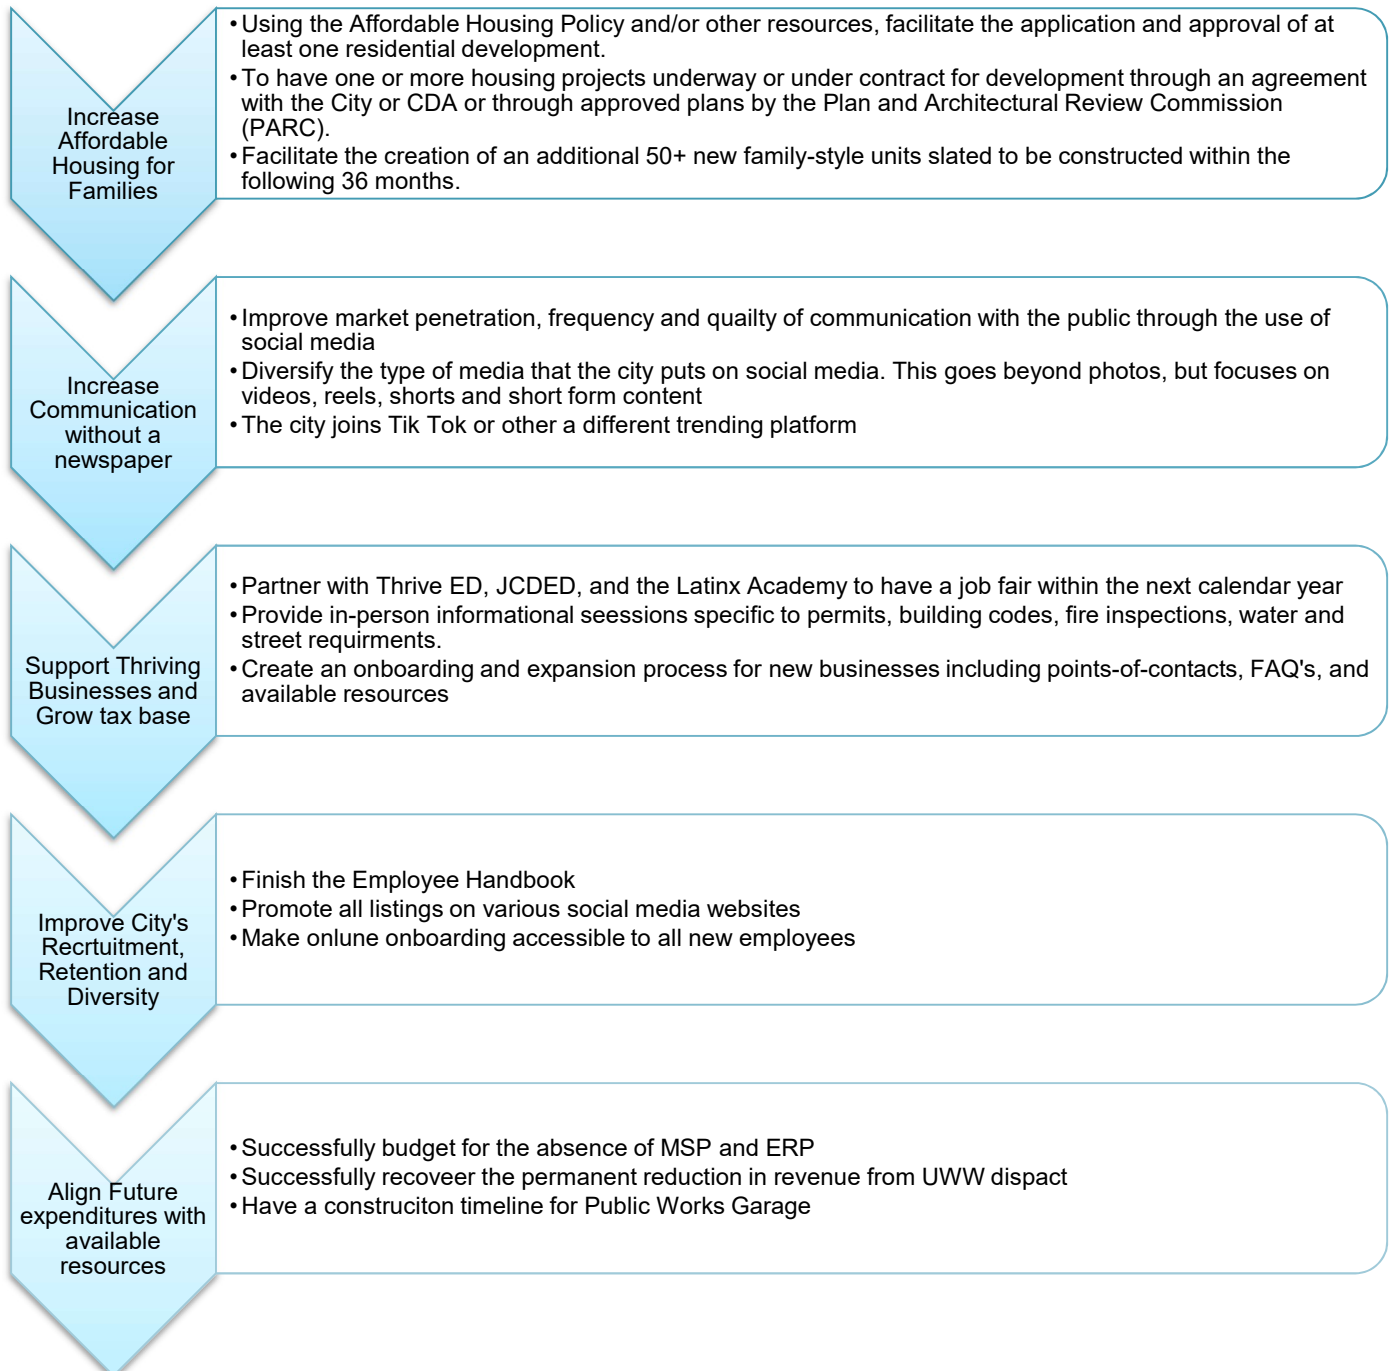 Increase
Affordable
Housing for
Families
•Using the Affordable Housing Policy and/or other resources, facilitate the application and approval of at
least one residential development.
•To have one or more housing projects underway or under contract for development through an agreement
with the City or CDA or through approved plans by the Plan and Architectural Review Commission
(PARC).
•Facilitate the creation of an additional 50+ new family-style units slated to be constructed within the
following 36 months.
Increase
Communication
without a
newspaper
•Improve market penetration, frequency and quailty of communication with the public through the use of
social media
•Diversify the type of media that the city puts on social media. This goes beyond photos, but focuses on
videos, reels, shorts and short form content
•The city joins Tik Tok or other a different trending platform
Support Thriving
Businesses and
Grow tax base
•Partner with Thrive ED, JCDED, and the Latinx Academy to have a job fair within the next calendar year
•Provide in-person informational seessions specific to permits, building codes, fire inspections, water and
street requirments.
•Create an onboarding and expansion process for new businesses including points-of-contacts, FAQ's, and
available resources
Improve City's
Recrtuitment,
Retention and
Diversity
•Finish the Employee Handbook
•Promote all listings on various social media websites
•Make onlune onboarding accessible to all new employees
Align Future
expenditures with
available
resources
•Successfully budget for the absence of MSP and ERP
•Successfully recoveer the permanent reduction in revenue from UWW dispact
•Have a construciton timeline for Public Works Garage